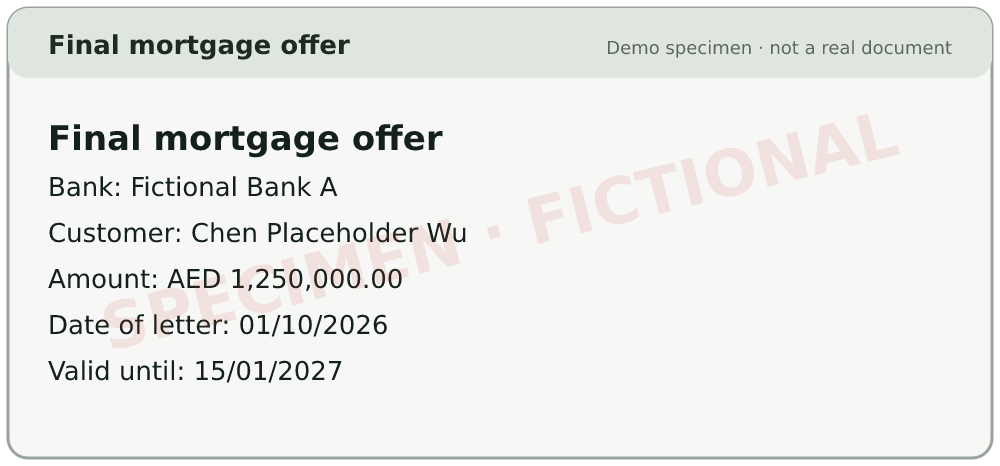 Final mortgage offer
Demo specimen · not a real document
Final mortgage offer
Bank: Fictional Bank A
Customer: Chen Placeholder Wu
Amount: AED 1,250,000.00
Date of letter: 01/10/2026
Valid until: 15/01/2027
SPECIMEN · FICTIONAL